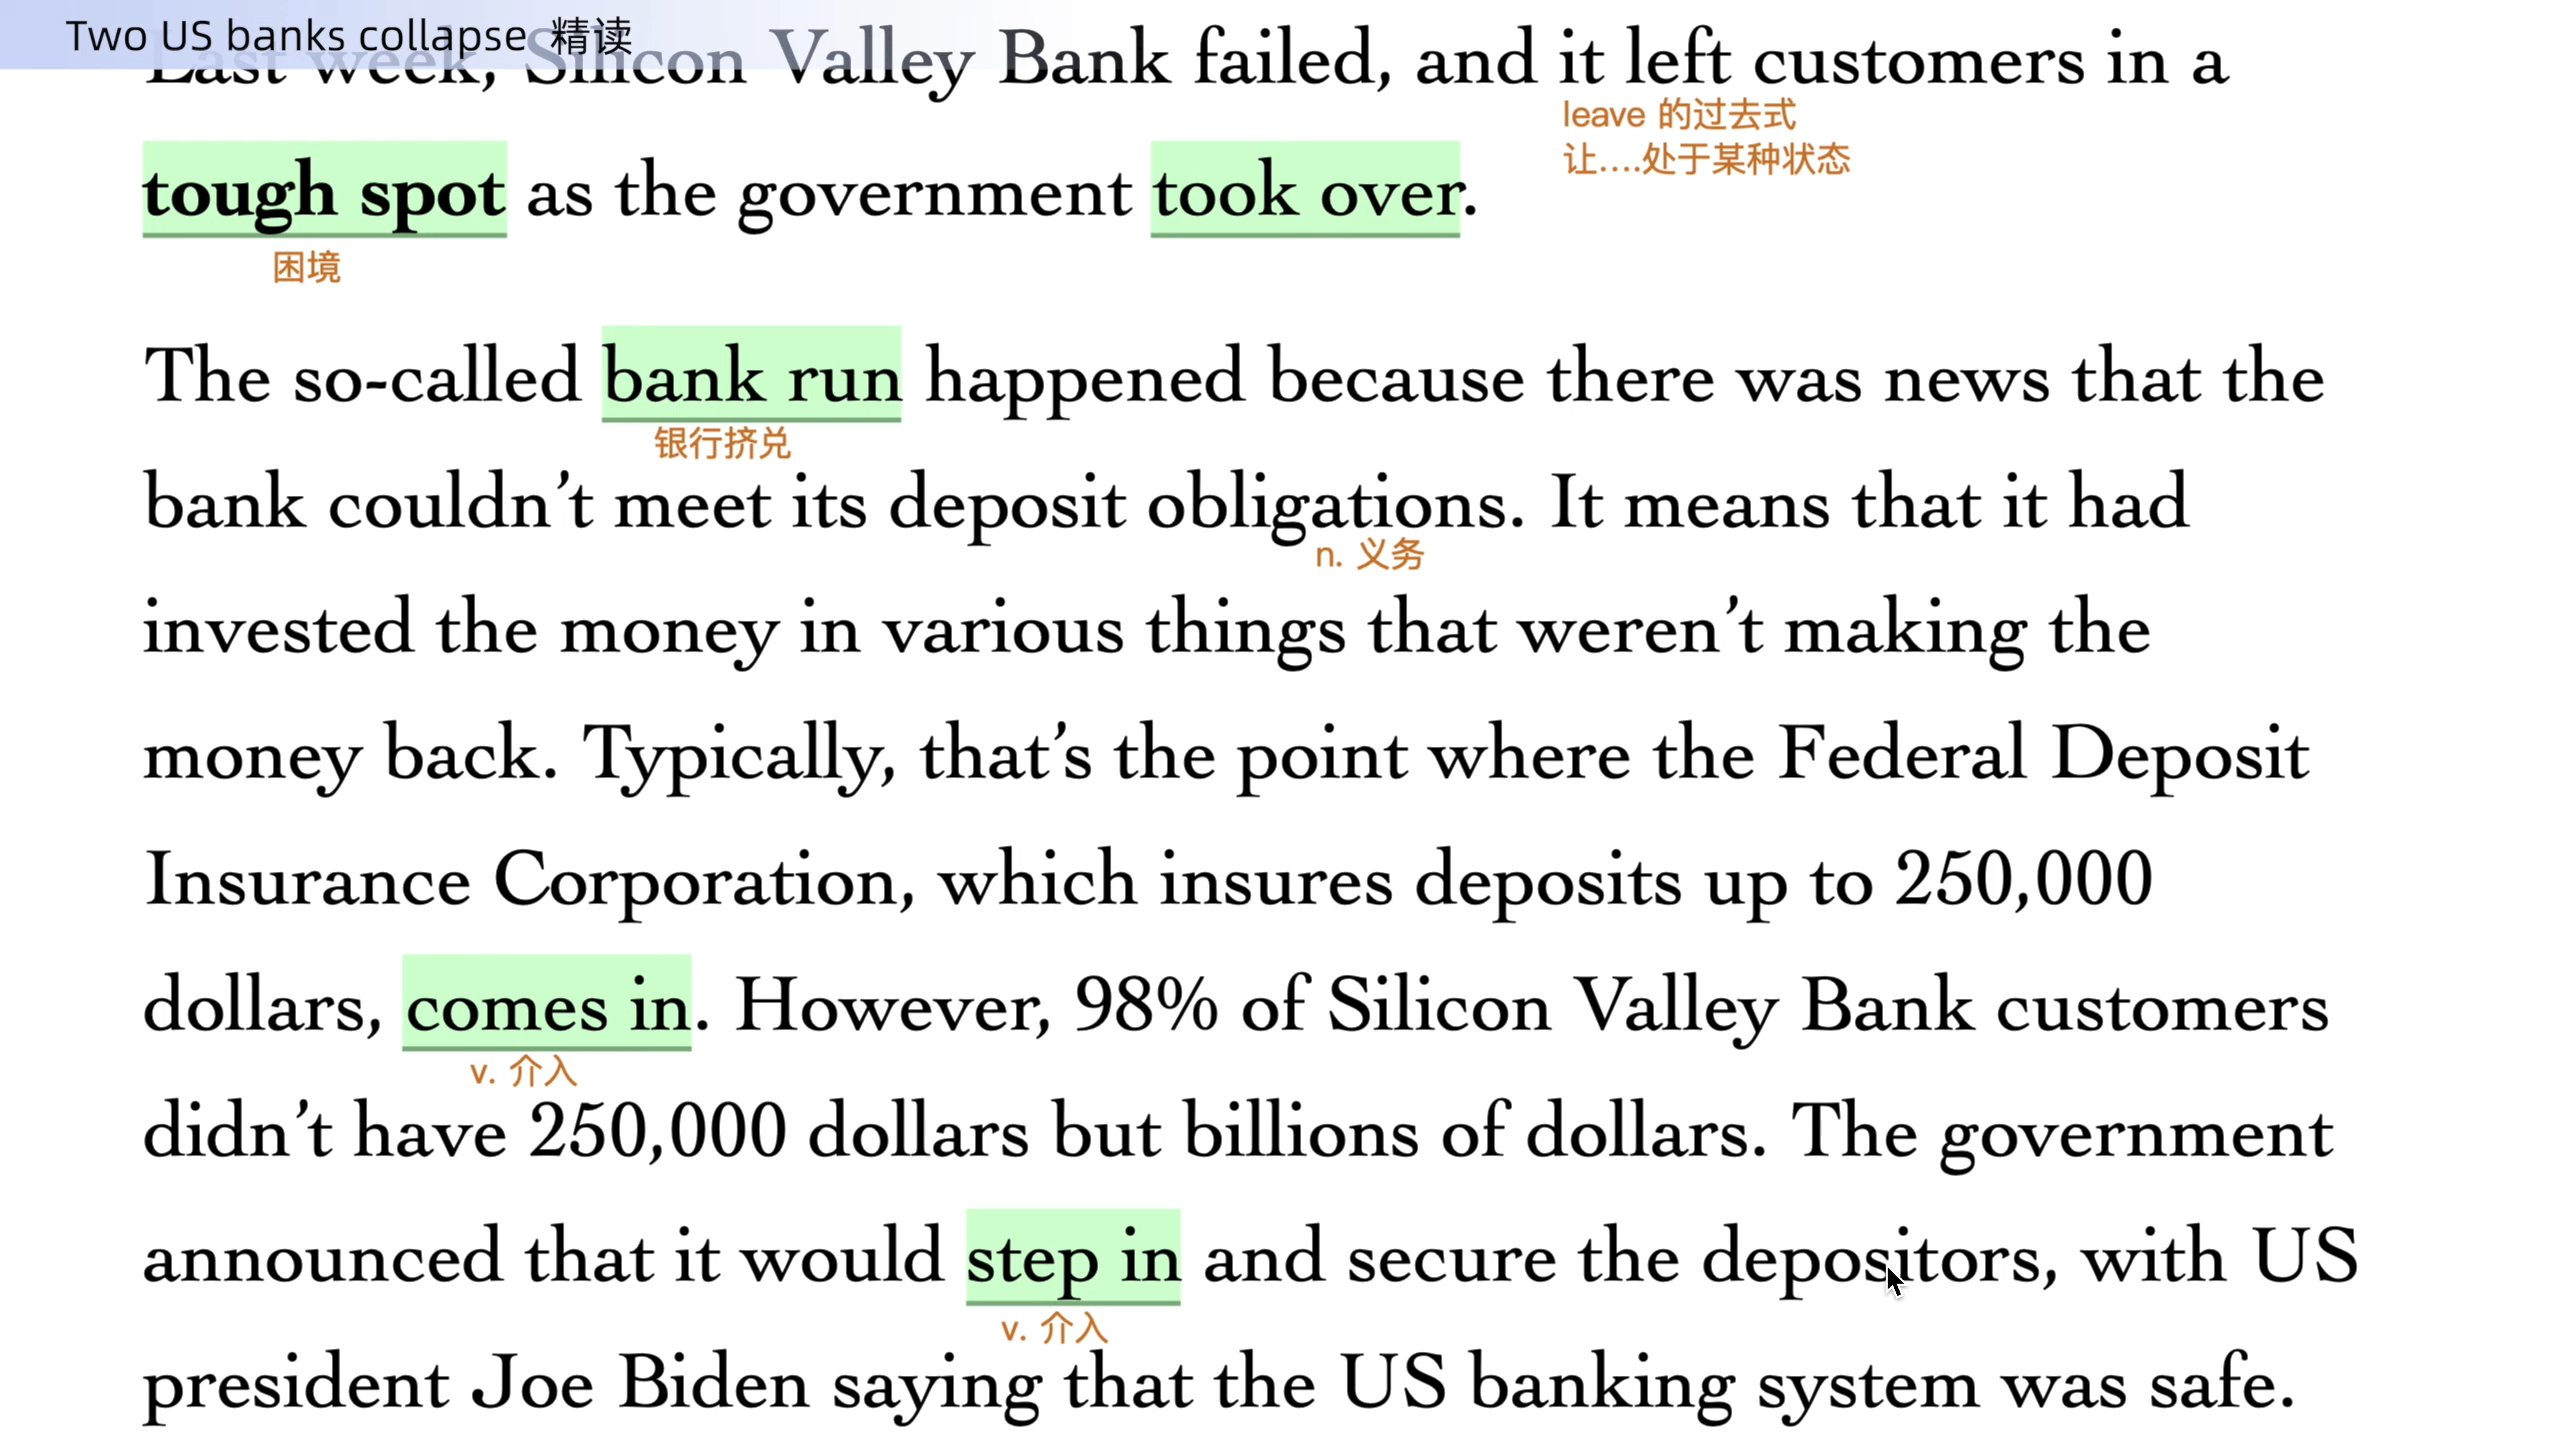 Two US banks collapse 精读
Last week, Silicon Valley Bank failed, and it left customers in a
leave 的过去式
让....处于某种状态
tough spot as the government took over.
困境
The so-called bank run happened because there was news that the
银行挤兑
bank couldn’t meet its deposit obligations. It means that it had
n. 义务
invested the money in various things that weren’t making the
money back. Typically, that’s the point where the Federal Deposit
Insurance Corporation, which insures deposits up to 250,000
dollars, comes in. However, 98% of Silicon Valley Bank customers
v. 介入
didn’t have 250,000 dollars but billions of dollars. The government
announced that it would step in and secure the depositors, with US
v. 介入
president Joe Biden saying that the US banking system was safe.